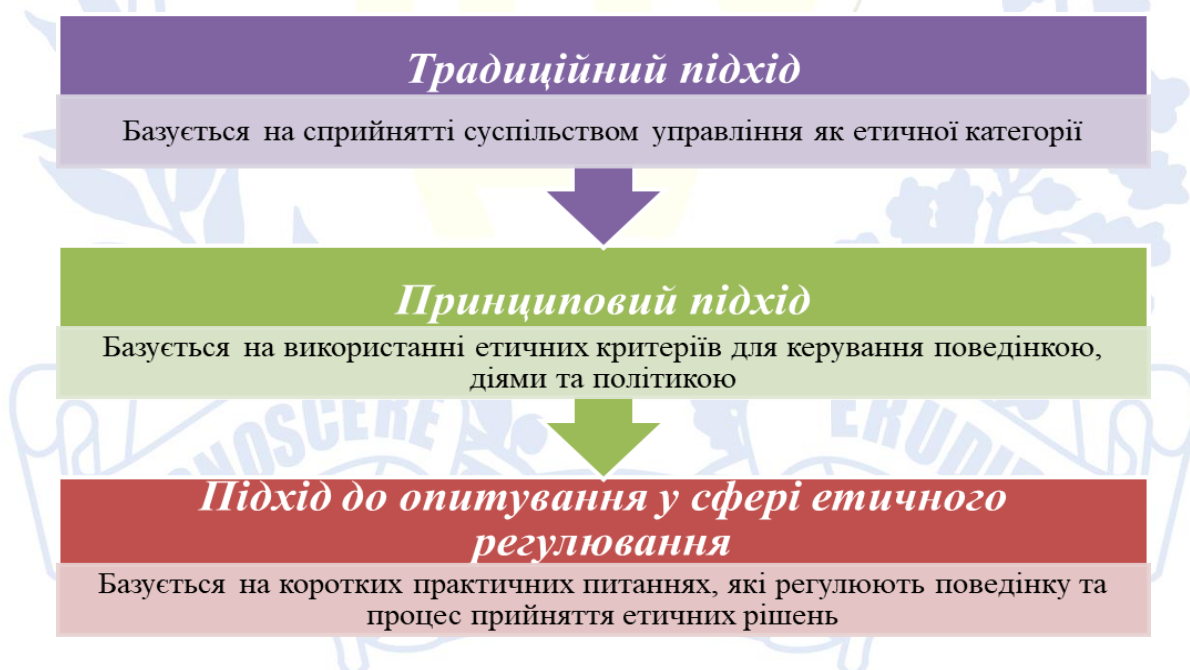 Традиційний підхід
Базується на сприйнятті суспільством управління як етичної категорії
Принциповий підхід
Базується на використанні етичних критеріїв для керування поведінкою,
діями та політикою
Підхід до опитування у сфері етичного
регулювання
Базується на коротких практичних питаннях, які регулюють поведінку та
процес прийняття етичних рішень